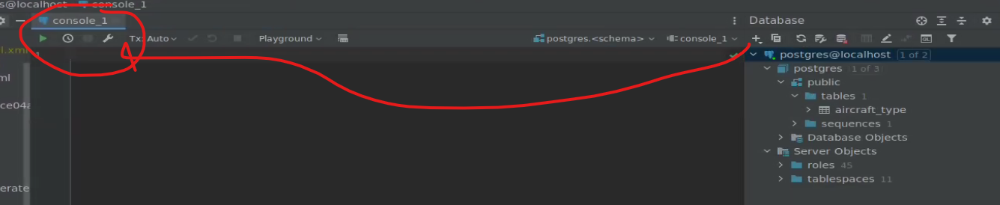 s@localhost console_1
console_1
Database
Tx: Auto
Playground
postgres.<schema>
console_1
l.xml
1
postgres@localhost 1 of 2
postgres 1 of 3
ml
public
ce04a
tables 1
aircraft_type
sequences 1
Database Objects
Server Objects
roles 45
erate
tablespaces 11